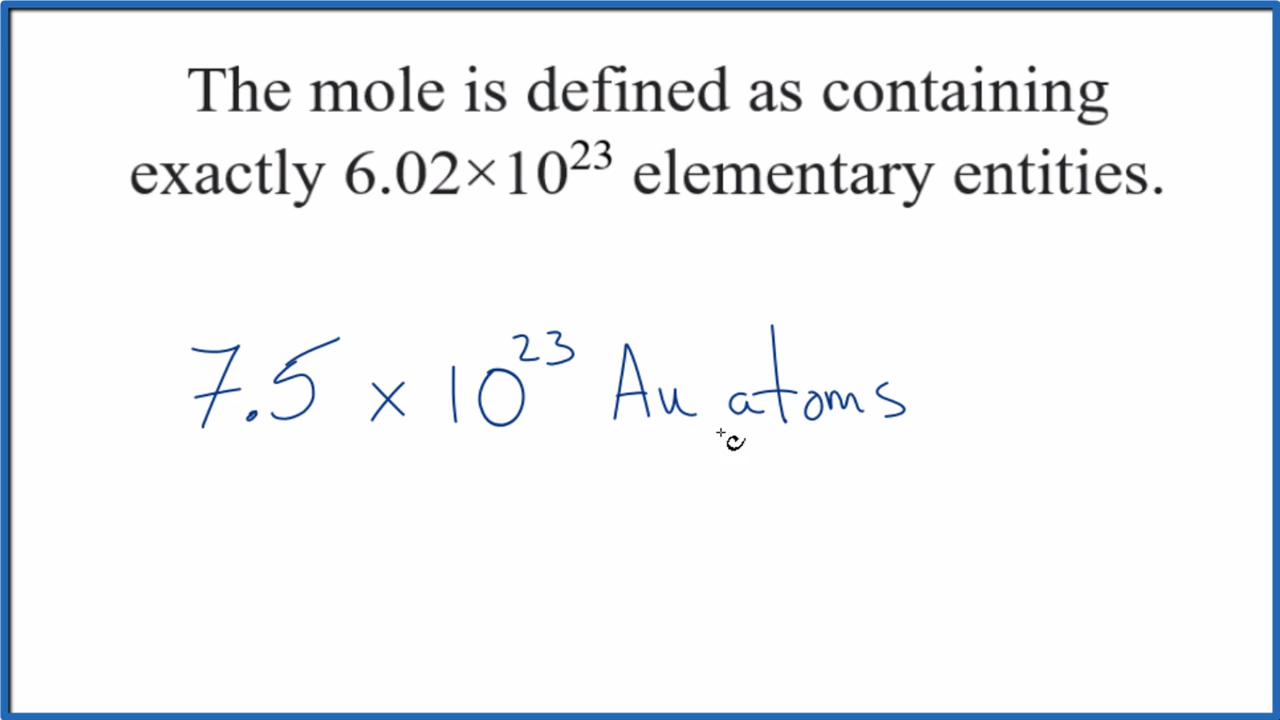 The mole is defined as containing
exactly 6.02×10²³ elementary entities.
7.5 × 10²³ Au atoms